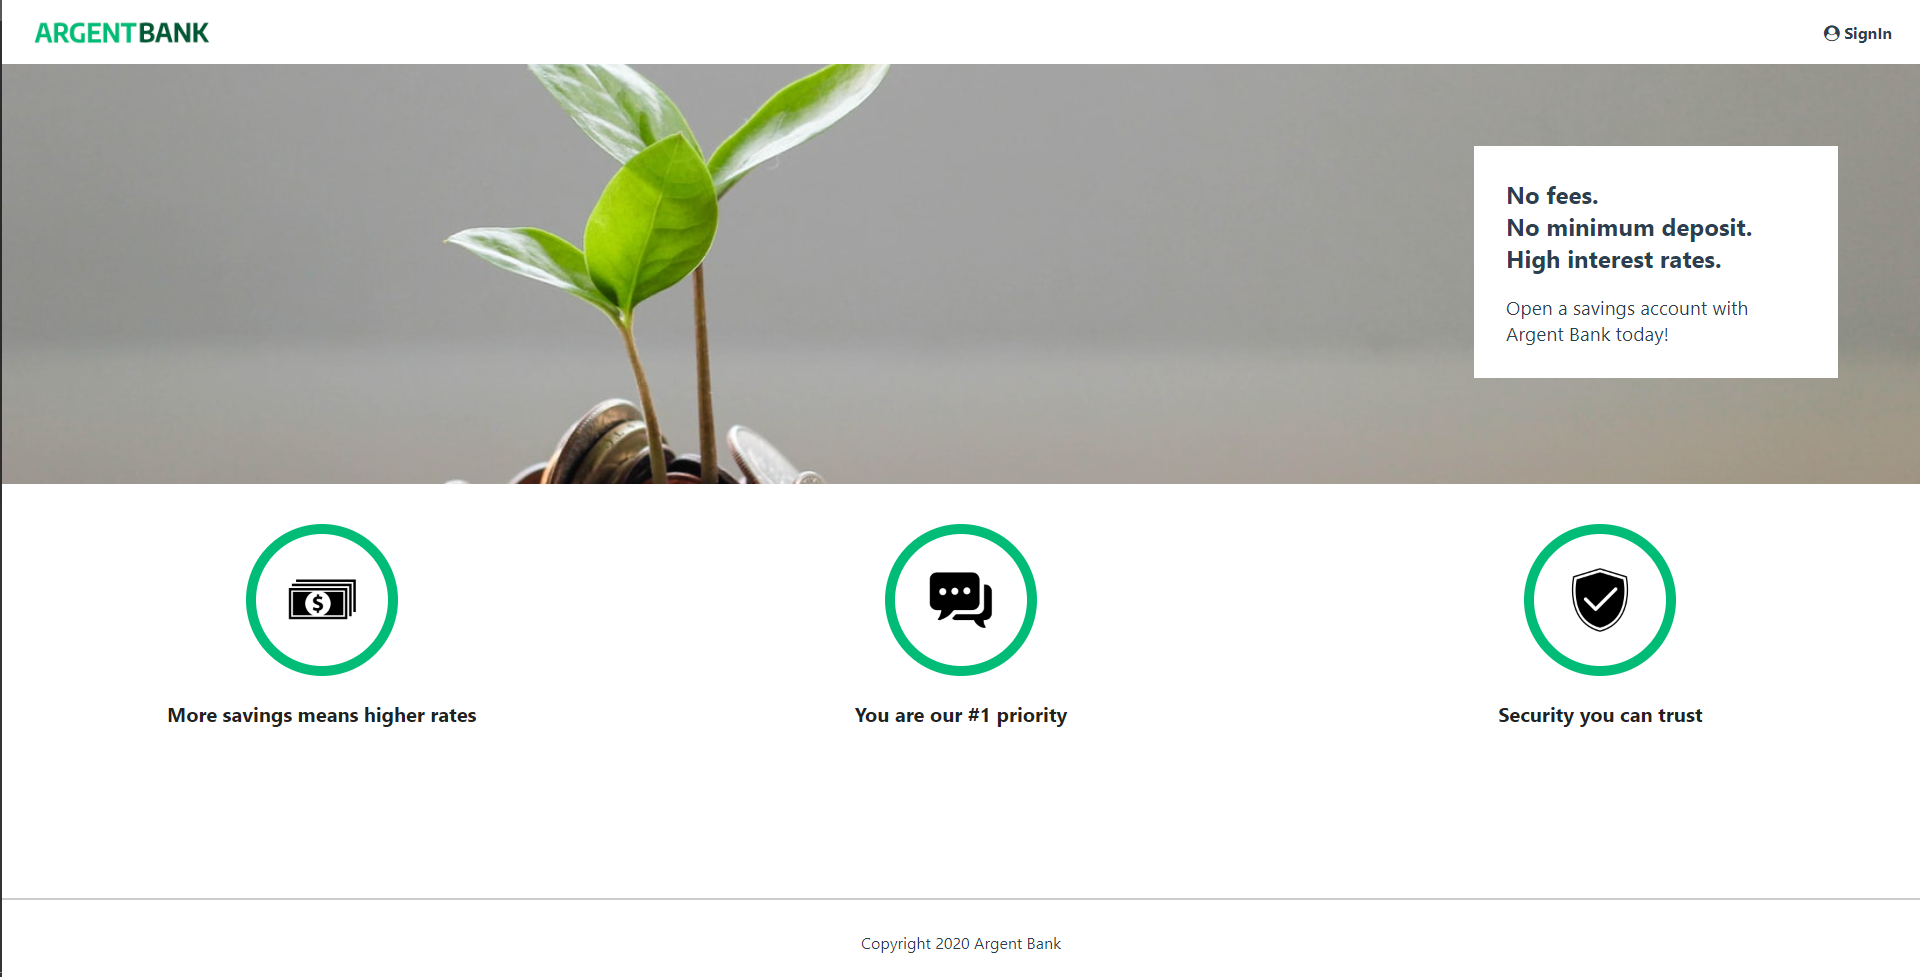 ARGENTBANK
SignIn
No fees.
No minimum deposit.
High interest rates.
Open a savings account with
Argent Bank today!
$
More savings means higher rates
You are our #1 priority
Security you can trust
Copyright 2020 Argent Bank